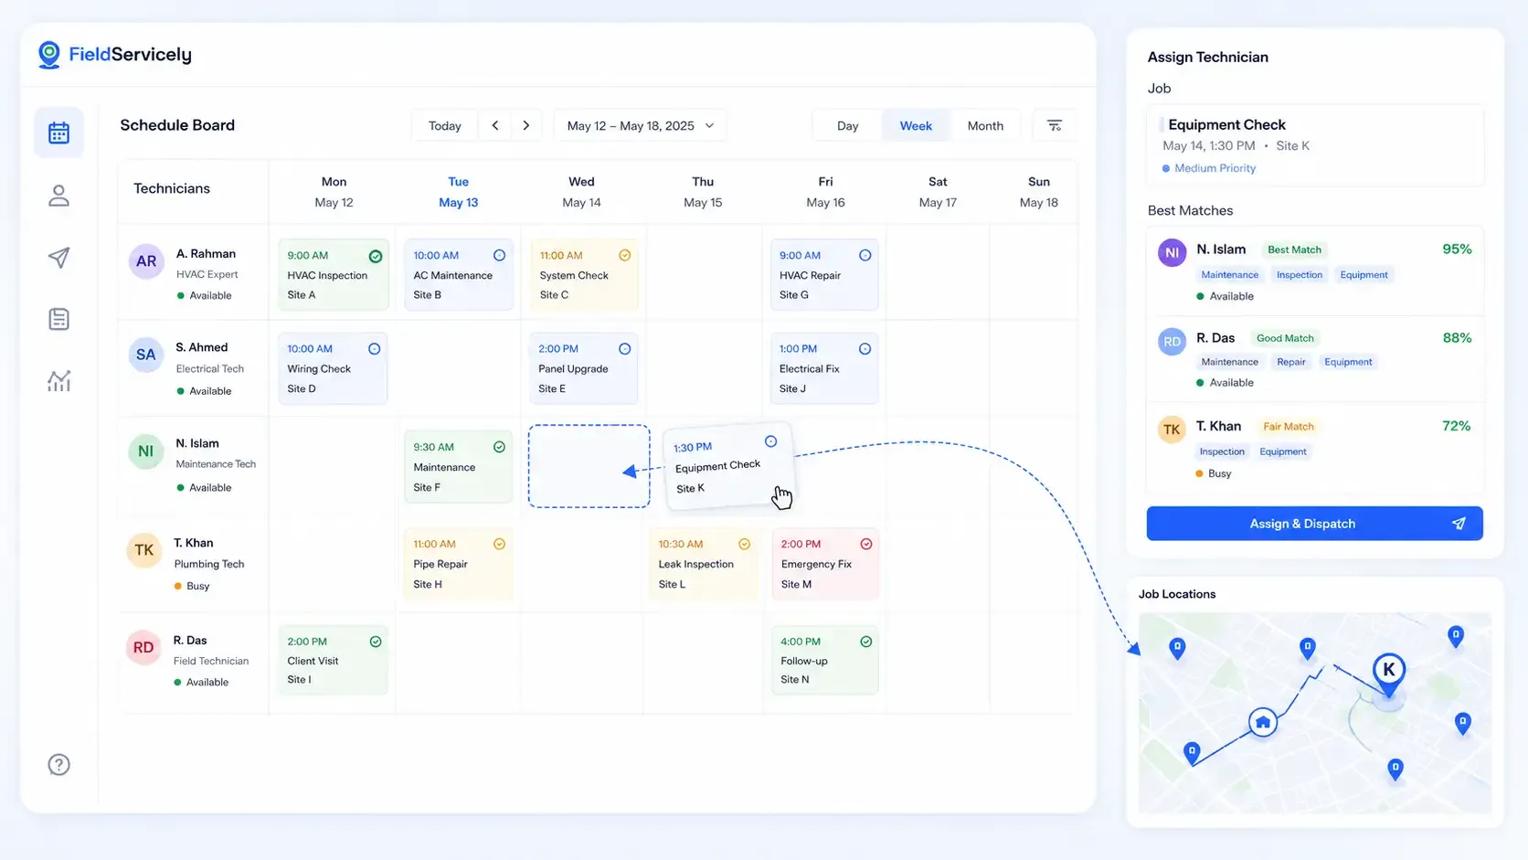 FieldServicely
Schedule Board
Today
May 12 – May 18, 2025
Day Week Month
Technicians
Mon
May 12
Tue
May 13
Wed
May 14
Thu
May 15
Fri
May 16
Sat
May 17
Sun
May 18
AR
A. Rahman
HVAC Expert
Available
9:00 AM
HVAC Inspection
Site A
10:00 AM
AC Maintenance
Site B
11:00 AM
System Check
Site C
9:00 AM
HVAC Repair
Site G
SA
S. Ahmed
Electrical Tech
Available
10:00 AM
Wiring Check
Site D
2:00 PM
Panel Upgrade
Site E
1:00 PM
Electrical Fix
Site J
NI
N. Islam
Maintenance Tech
Available
9:30 AM
Maintenance
Site F
1:30 PM
Equipment Check
Site K
TK
T. Khan
Plumbing Tech
Busy
11:00 AM
Pipe Repair
Site H
10:30 AM
Leak Inspection
Site L
2:00 PM
Emergency Fix
Site M
RD
R. Das
Field Technician
Available
2:00 PM
Client Visit
Site I
4:00 PM
Follow-up
Site N
Assign Technician
Job
Equipment Check
May 14, 1:30 PM • Site K
Medium Priority
Best Matches
NI
N. Islam Best Match 95%
Maintenance Inspection Equipment
Available
RD
R. Das Good Match 88%
Maintenance Repair Equipment
Available
TK
T. Khan Fair Match 72%
Inspection Equipment
Busy
Assign & Dispatch
Job Locations
K